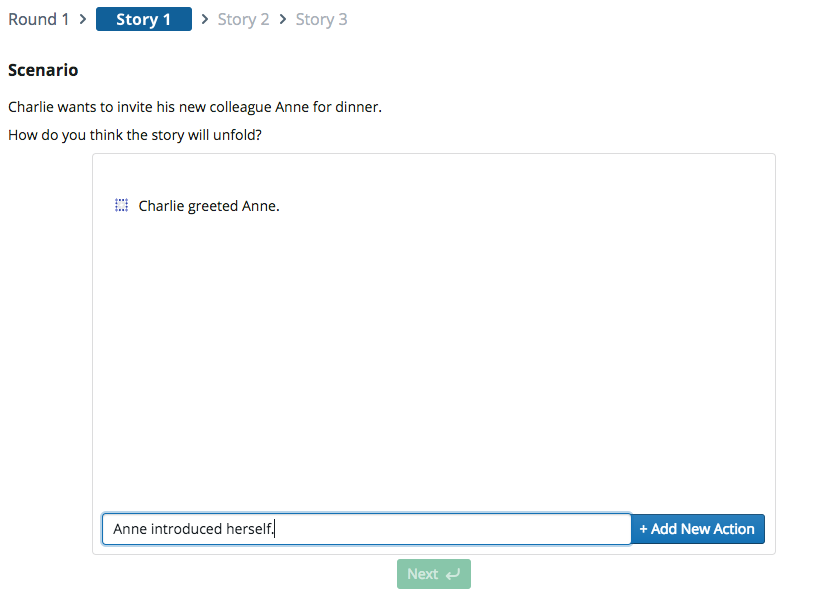 Round 1 > Story 1 > Story 2 > Story 3
Scenario
Charlie wants to invite his new colleague Anne for dinner.
How do you think the story will unfold?
Charlie greeted Anne.
Anne introduced herself. + Add New Action
Next